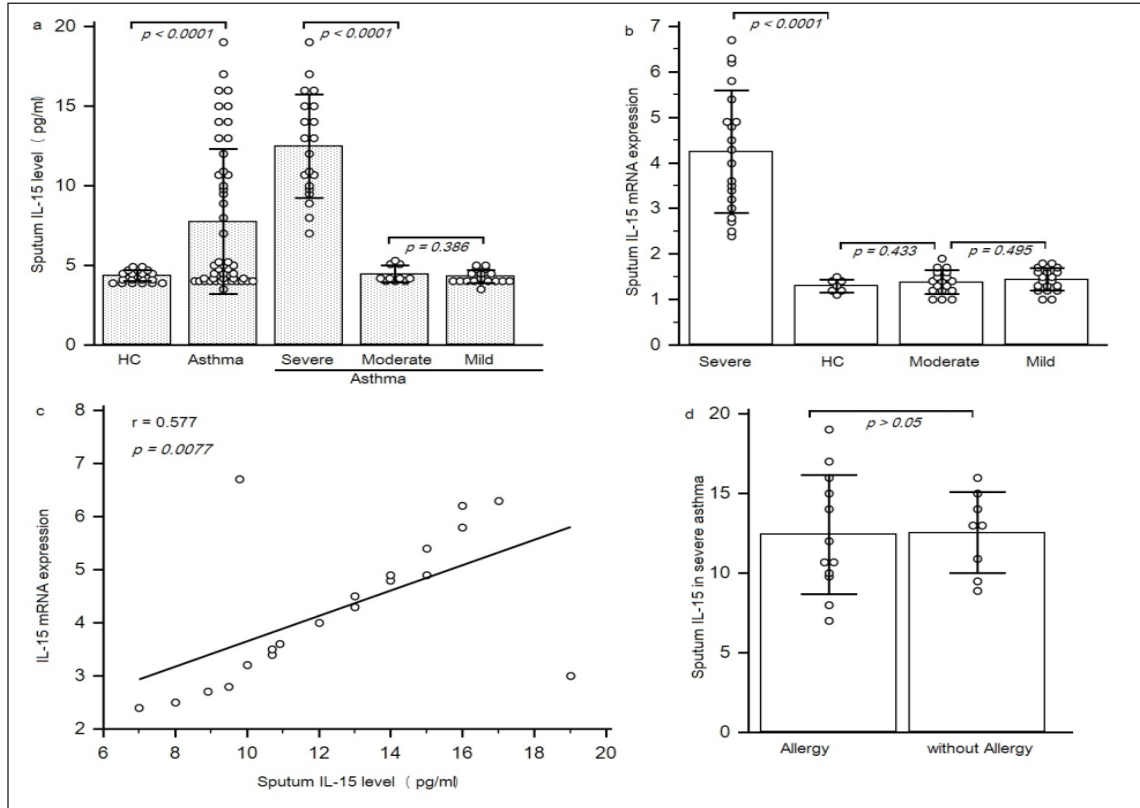 a
p < 0.0001
p < 0.0001
20
15
10
5
0
Sputum IL-15 level ( pg/ml)
p = 0.386
HC
Asthma
Severe
Moderate
Mild
Asthma
b
p < 0.0001
7
6
5
4
3
2
1
0
Sputum IL-15 mRNA expression
p = 0.433
p = 0.495
Severe
HC
Moderate
Mild
c
r = 0.577
p = 0.0077
8
7
6
5
4
3
2
IL-15 mRNA expression
6
8
10
12
14
16
18
20
Sputum IL-15 level ( pg/ml)
d
p > 0.05
20
15
10
5
0
Sputum IL-15 in severe asthma
Allergy
without Allergy